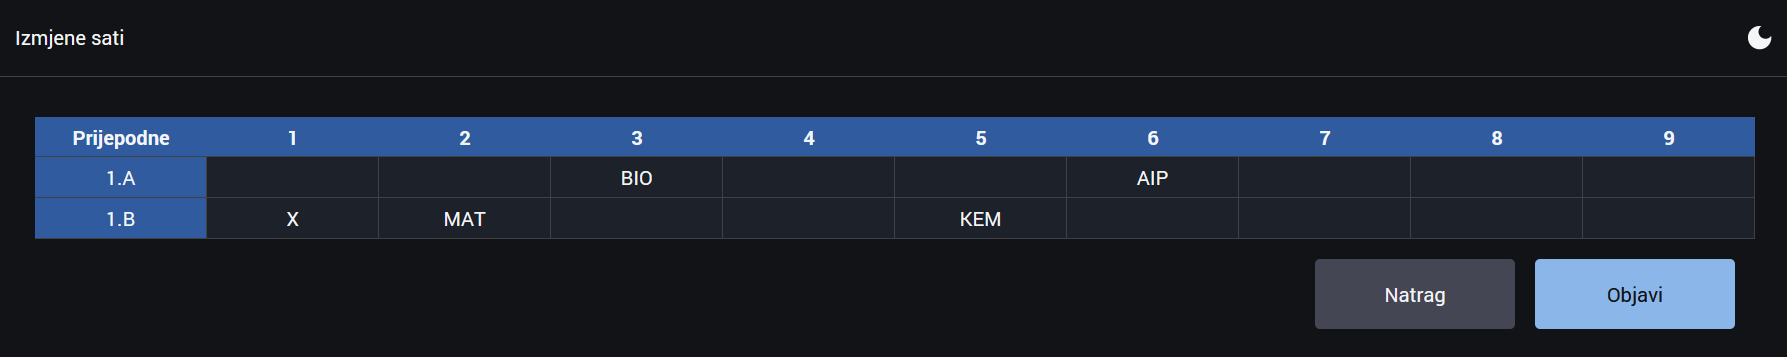 Izmjene sati
Prijepodne 1 2 3 4 5 6 7 8 9
1.A BIO AIP
1.B X MAT KEM
Natrag Objavi